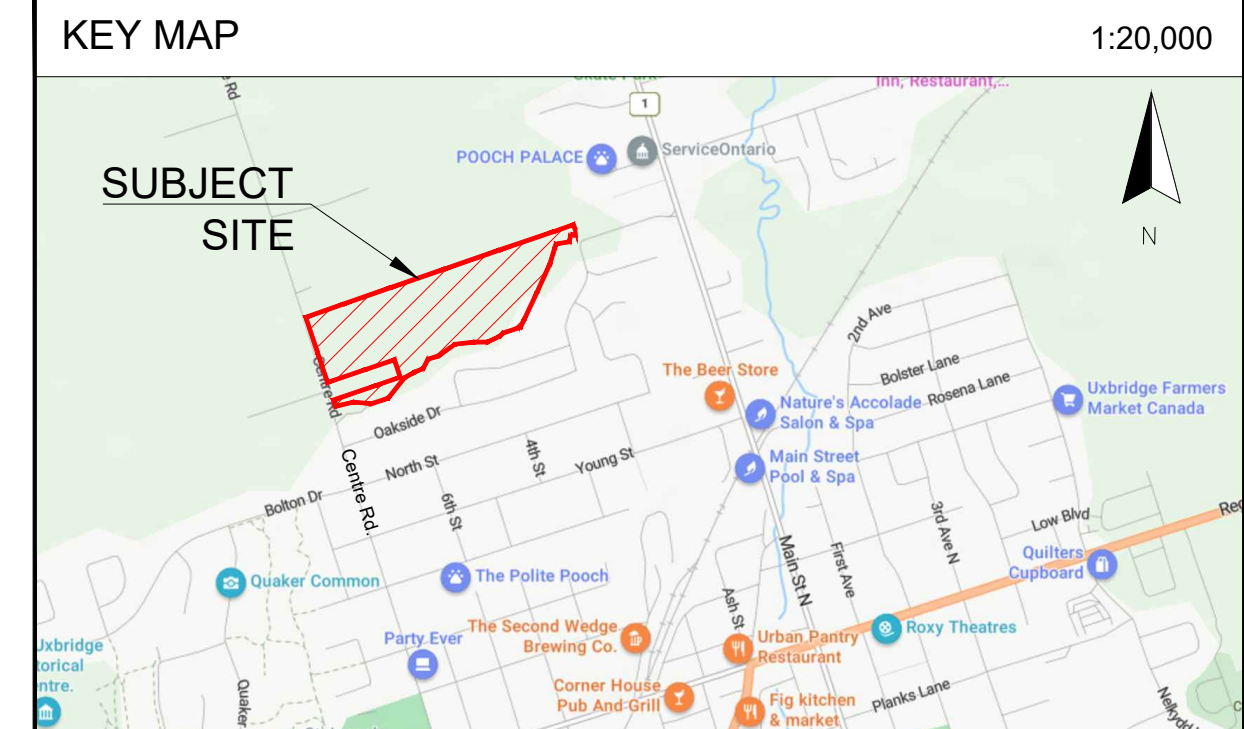 KEY MAP
1:20,000
Rd
Skate Park
Inn, Restaurant,...
1
POOCH PALACE
ServiceOntario
SUBJECT
SITE
N
2nd Ave
Centre Rd
The Beer Store
Bolster Lane
Rosena Lane
Nature's Accolade
Salon & Spa
Uxbridge Farmers
Market Canada
Oakside Dr
North St
4th St
Young St
Main Street
Pool & Spa
Centre Rd.
Bolton Dr
6th St
3rd Ave N
Low Blvd
Quilters
Cupboard
Main St N
First Ave
Quaker Common
The Polite Pooch
Ash St
Roxy Theatres
Party Ever
The Second Wedge
Brewing Co.
Urban Pantry
Restaurant
Quaker
Corner House
Pub And Grill
Fig kitchen
& market
Planks Lane